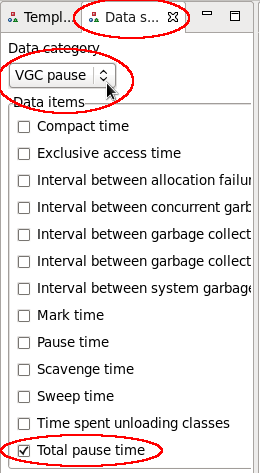 Templ... Data s...
Data category
VGC pause
Data items
Compact time
Exclusive access time
Interval between allocation failur
Interval between concurrent garb
Interval between garbage collect
Interval between garbage collect
Interval between system garbage
Mark time
Pause time
Scavenge time
Sweep time
Time spent unloading classes
Total pause time